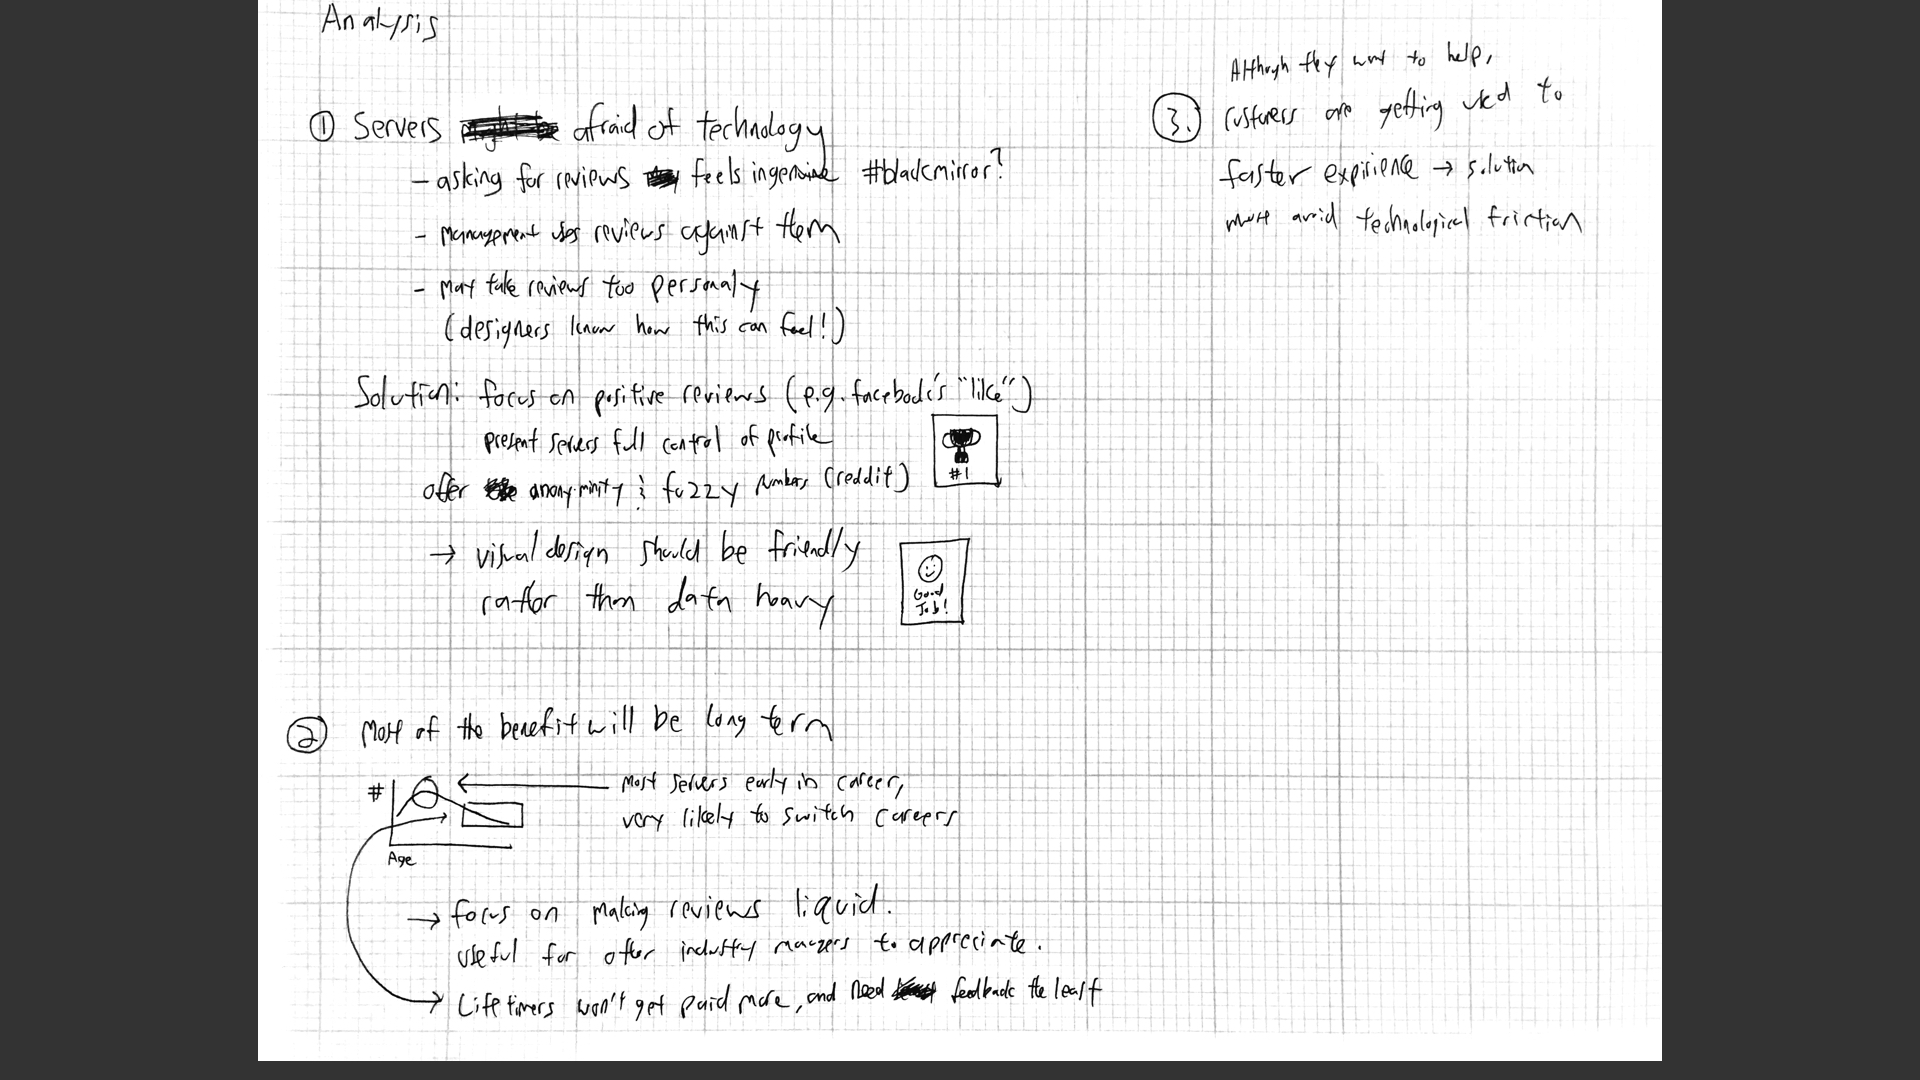 Analysis
① Servers afraid of technology
- asking for reviews feels ingenuine #blackmirror?
- management uses reviews against them
- May take reviews too personaly
(designers know how this can feel!)
Solution: focus on positive reviews (e.g. facebook's "like")
present servers full control of profile
offer anonyminity & fuzzy numbers (reddit)
#1
→ visual design should be friendly
rather than data heavy
Good
Job!
② Most of the benefit will be long term
#
Age
Most servers early in career,
very likely to switch careers
→ focus on making reviews liquid.
useful for other industry managers to appreciate.
→ Life timers won't get paid more, and need feedback the least
Although they want to help,
③. customers are getting used to
faster expirience → solution
must avoid technological friction